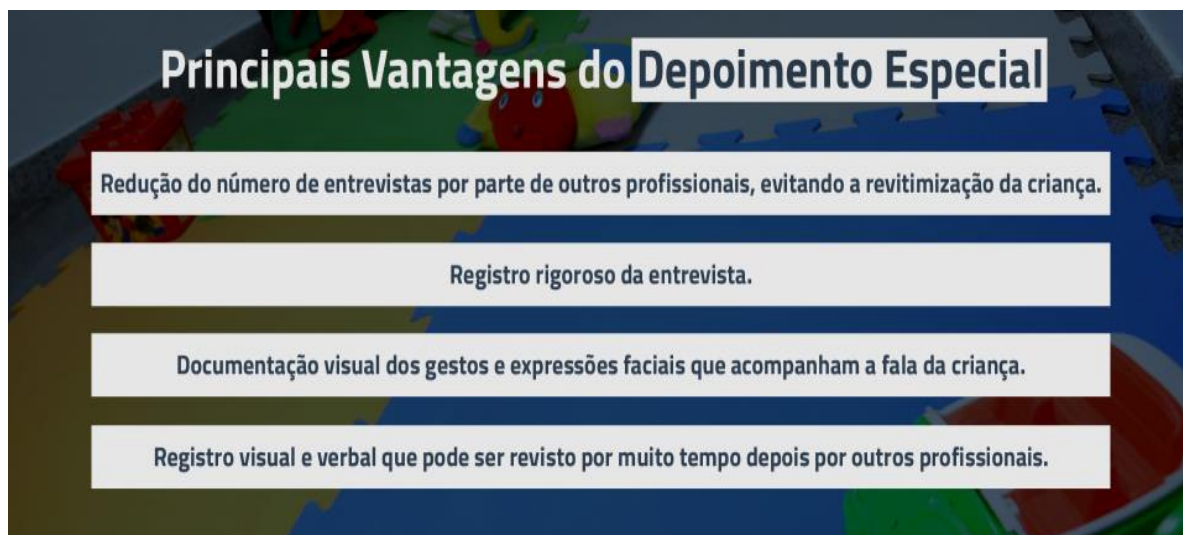 Principais Vantagens do Depoimento Especial
Redução do número de entrevistas por parte de outros profissionais, evitando a revitimização da criança.
Registro rigoroso da entrevista.
Documentação visual dos gestos e expressões faciais que acompanham a fala da criança.
Registro visual e verbal que pode ser revisto por muito tempo depois por outros profissionais.